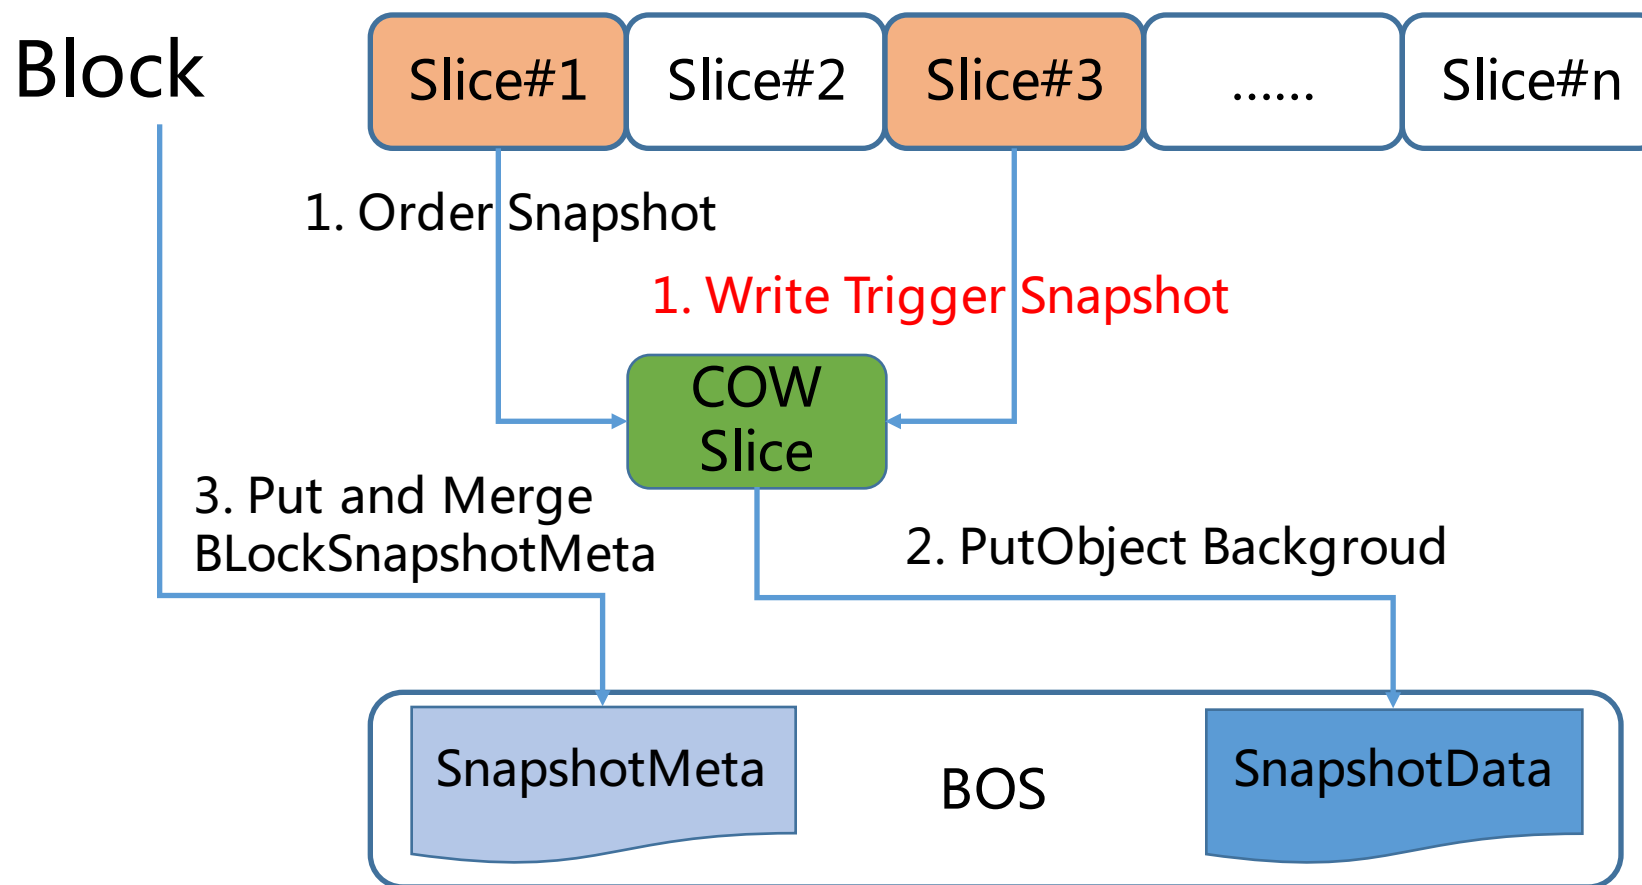 Block
Slice#1
Slice#2
Slice#3
......
Slice#n
1. Order Snapshot
1. Write Trigger Snapshot
COW
Slice
3. Put and Merge
BLockSnapshotMeta
2. PutObject Backgroud
SnapshotMeta
BOS
SnapshotData